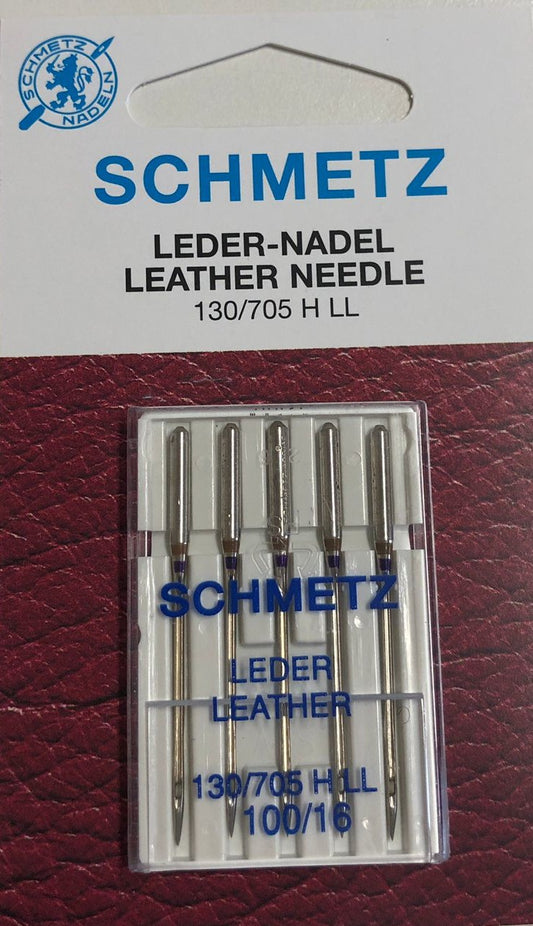 SCHMETZ
NADELN
SCHMETZ
LEDER-NADEL
LEATHER NEEDLE
130/705 H LL
SCHMETZ
LEDER
LEATHER
130/705 H LL
100/16